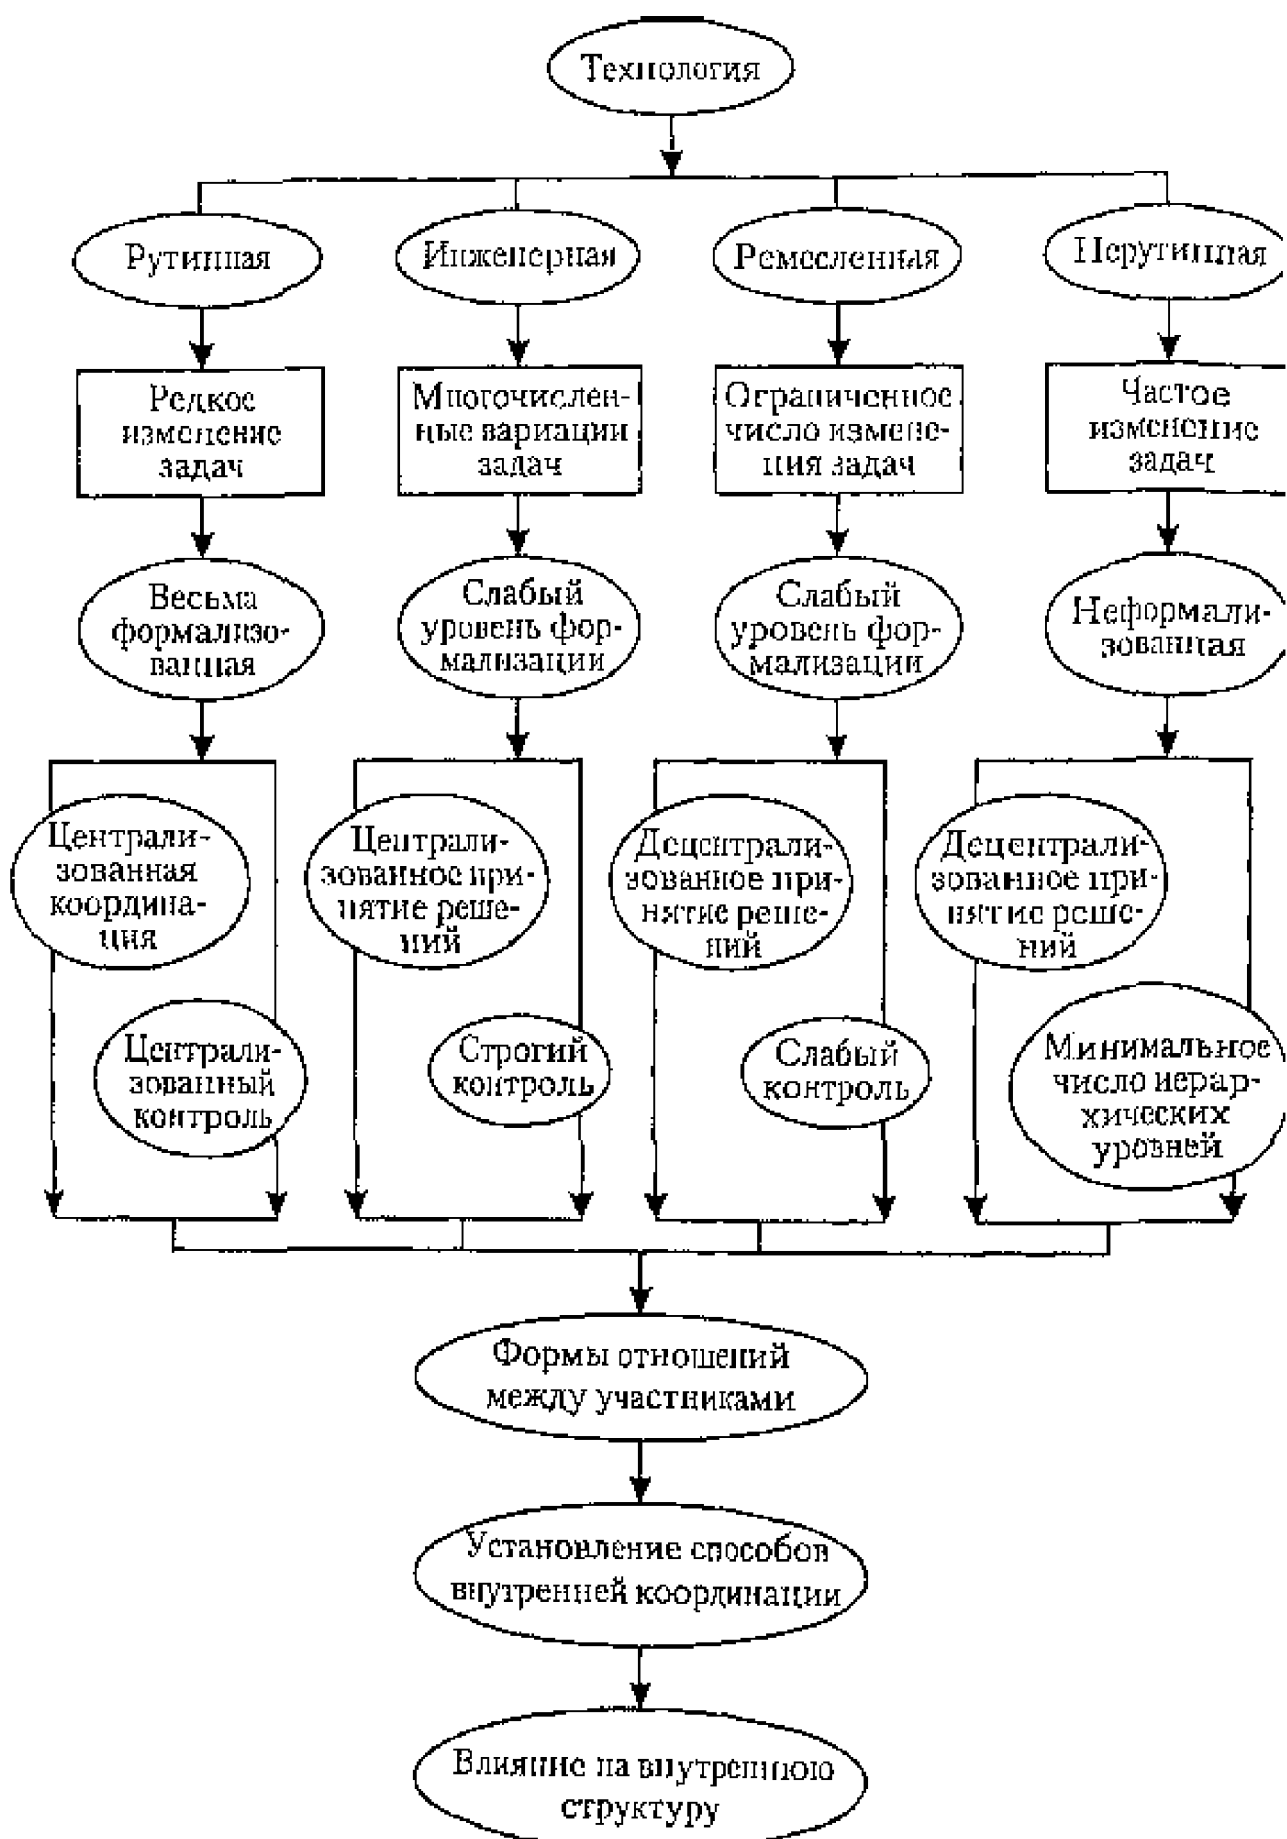 Технология
Рутинная
Инженерная
Ремесленная
Нерутинная
Редкое
изменение
задач
Многочислен-
ные вариации
задач
Ограниченное
число измене-
ния задач
Частое
изменение
задач
Весьма
формализо-
ванная
Слабый
уровень фор-
мализации
Слабый
уровень фор-
мализации
Неформали-
зованная
Централи-
зованная
координа-
ция
Централи-
зованный
контроль
Централи-
зованное при-
нятие реше-
ний
Строгий
контроль
Децентрали-
зованное при-
нятие реше-
ний
Слабый
контроль
Децентрали-
зованное при-
нятие реше-
ний
Минимальное
число иерар-
хических
уровней
Формы отношений
между участниками
Установление способов
внутренней координации
Влияние на внутреннюю
структуру